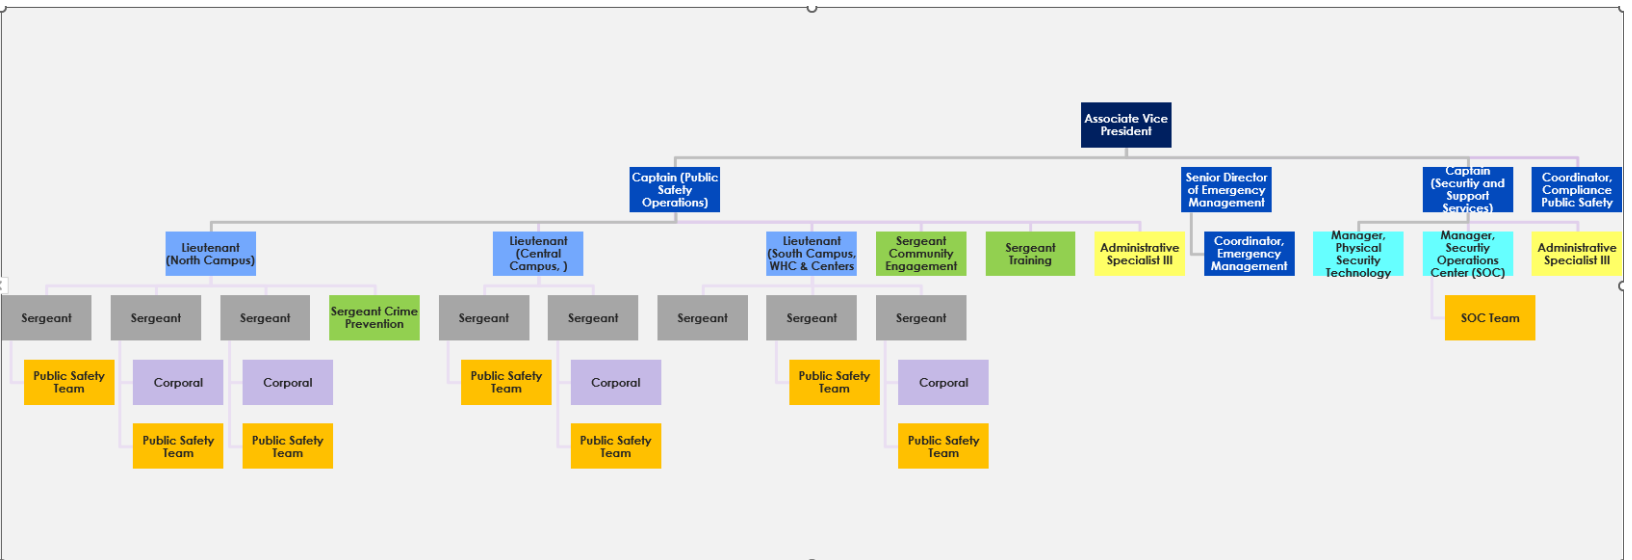 Associate Vice
President
Captain (Public
Safety
Operations)
Senior Director
of Emergency
Management
Captain
(Securtiy and
Support
Services)
Coordinator,
Compliance
Public Safety
Lieutenant
(North Campus)
Lieutenant
(Central
Campus, )
Lieutenant
(South Campus,
WHC & Centers
Sergeant
Community
Engagement
Sergeant
Training
Administrative
Specialist III
Coordinator,
Emergency
Management
Manager,
Physical
Security
Technology
Manager,
Securtiy
Operations
Center (SOC)
Administrative
Specialist III
Sergeant
Sergeant
Sergeant
Sergeant Crime
Prevention
Sergeant
Sergeant
Sergeant
Sergeant
Sergeant
SOC Team
Public Safety
Team
Corporal
Corporal
Public Safety
Team
Corporal
Public Safety
Team
Corporal
Public Safety
Team
Public Safety
Team
Public Safety
Team
Public Safety
Team